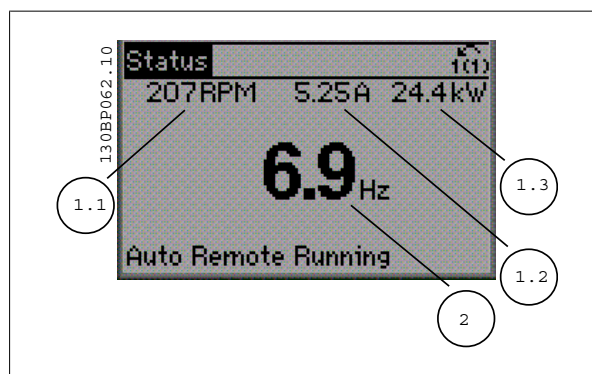 130BP062.10
Status
1(1)
207RPM 5.25A 24.4kW
6.9Hz
Auto Remote Running
1.1
1.3
1.2
2